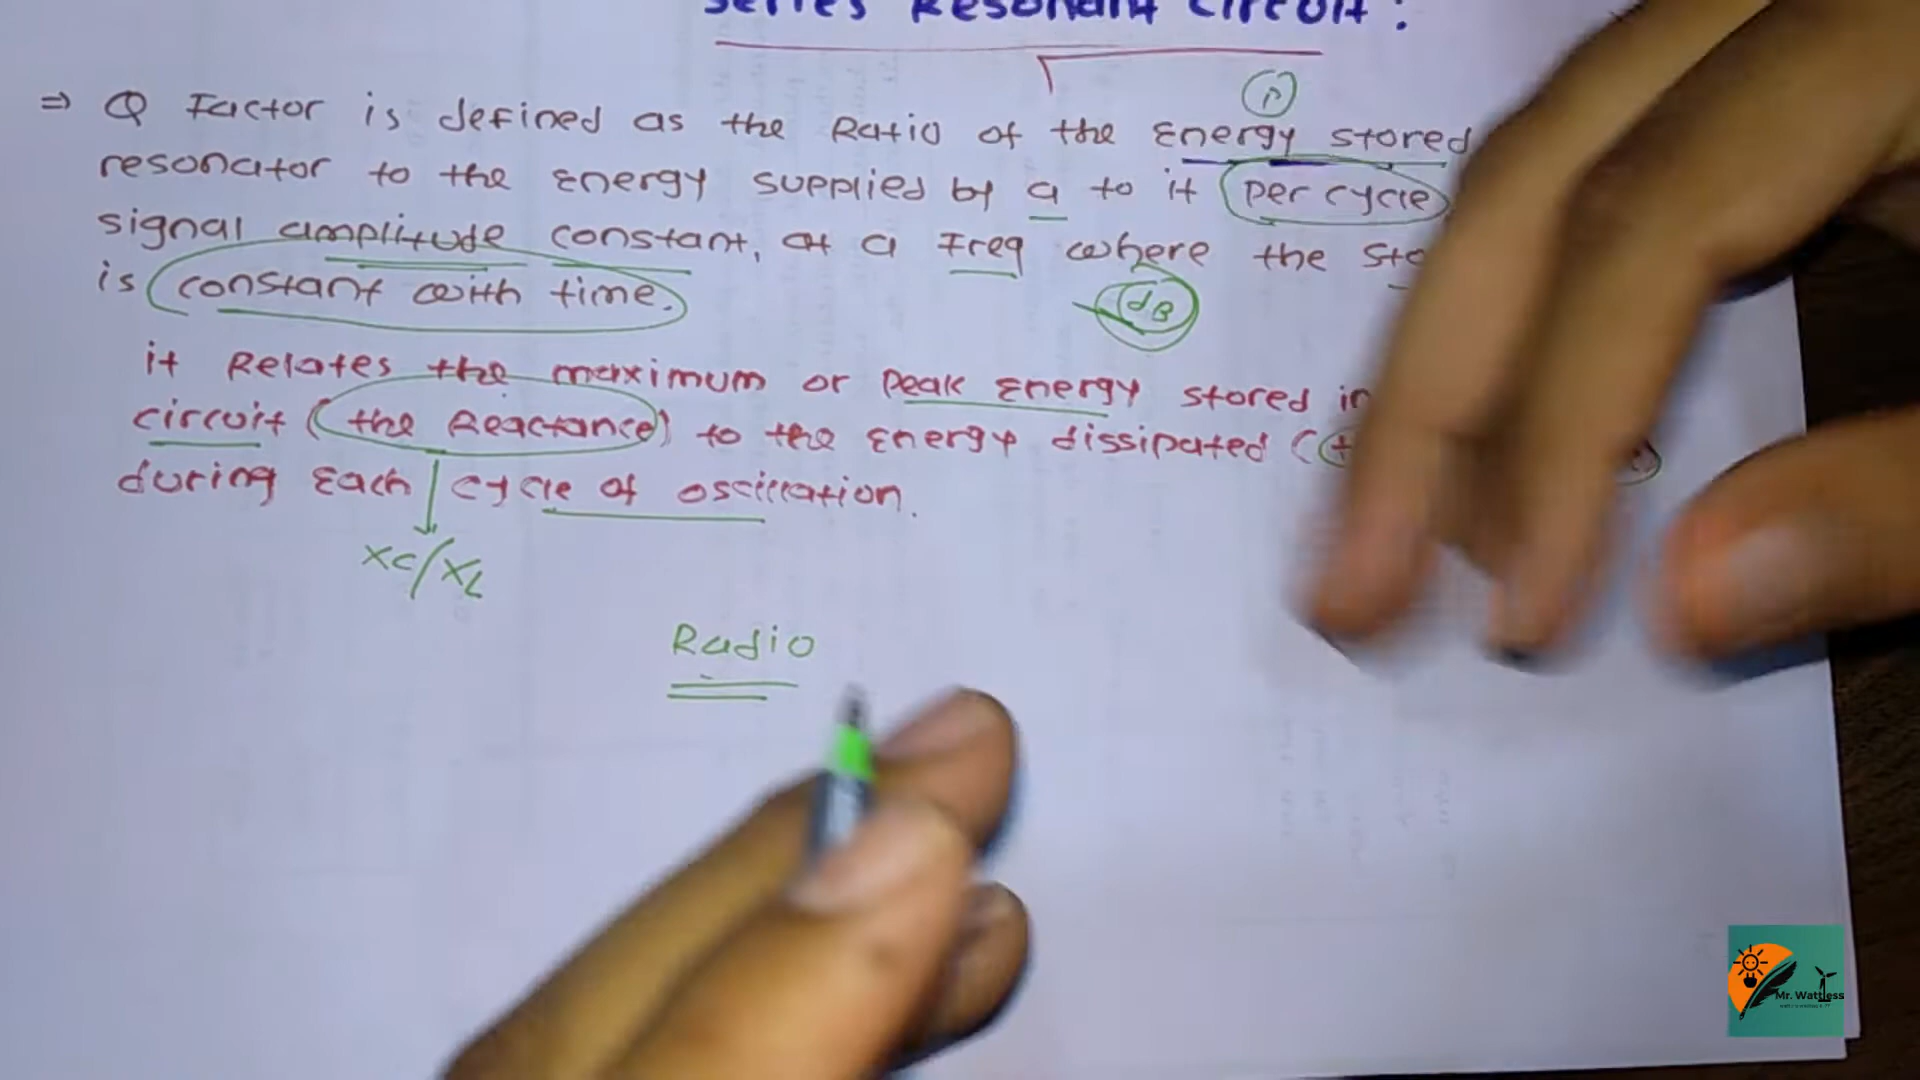 Series Resonant Circuit :
⇒ Q Factor is defined as the Ratio of the Energy stored
resonator to the Energy supplied by a to it per cycle
signal amplitude constant, at a Freq where the
is constant with time.
dB
it Relates the maximum or Peak Energy stored in
circuit (the Reactance) to the Energy dissipated (
during Each cycle of oscillation.
XC/XL
Radio
Mr. Wattless